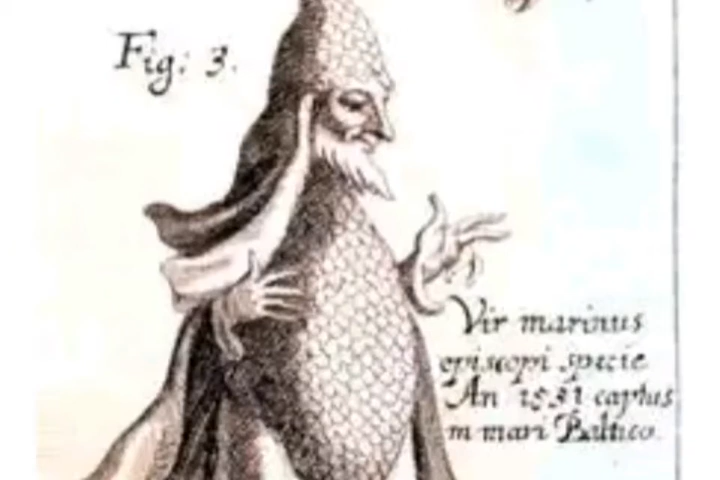 Fig: 3.
Vir marinus
episcopi specie
An 1531 captus
in mari Baltico.